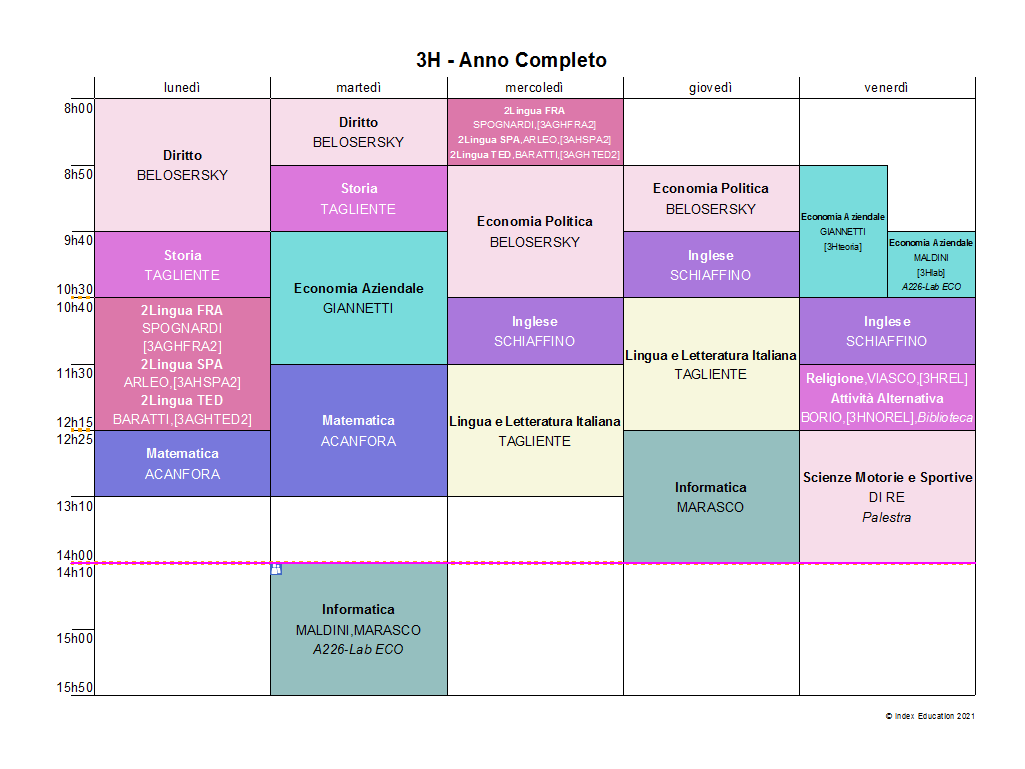 3H - Anno Completo
lunedì
martedì
mercoledì
giovedì
venerdì
8h00
8h50
9h40
10h30
10h40
11h30
12h15
12h25
13h10
14h00
14h10
15h00
15h50
Diritto
BELOSERSKY
Storia
TAGLIENTE
2Lingua FRA
SPOGNARDI
[3AGHFRA2]
2Lingua SPA
ARLEO,[3AHSPA2]
2Lingua TED
BARATTI,[3AGHTED2]
Matematica
ACANFORA
Diritto
BELOSERSKY
Storia
TAGLIENTE
Economia Aziendale
GIANNETTI
Matematica
ACANFORA
Informatica
MALDINI,MARASCO
A226-Lab ECO
2Lingua FRA
SPOGNARDI,[3AGHFRA2]
2Lingua SPA,ARLEO,[3AHSPA2]
2Lingua TED,BARATTI,[3AGHTED2]
Economia Politica
BELOSERSKY
Inglese
SCHIAFFINO
Lingua e Letteratura Italiana
TAGLIENTE
Economia Politica
BELOSERSKY
Inglese
SCHIAFFINO
Lingua e Letteratura Italiana
TAGLIENTE
Informatica
MARASCO
Economia Aziendale
GIANNETTI
[3Hteoria]
Economia Aziendale
MALDINI
[3Hlab]
A226-Lab ECO
Inglese
SCHIAFFINO
Religione,VIASCO,[3HREL]
Attività Alternativa
BORIO,[3HNOREL],Biblioteca
Scienze Motorie e Sportive
DI RE
Palestra
© Index Education 2021